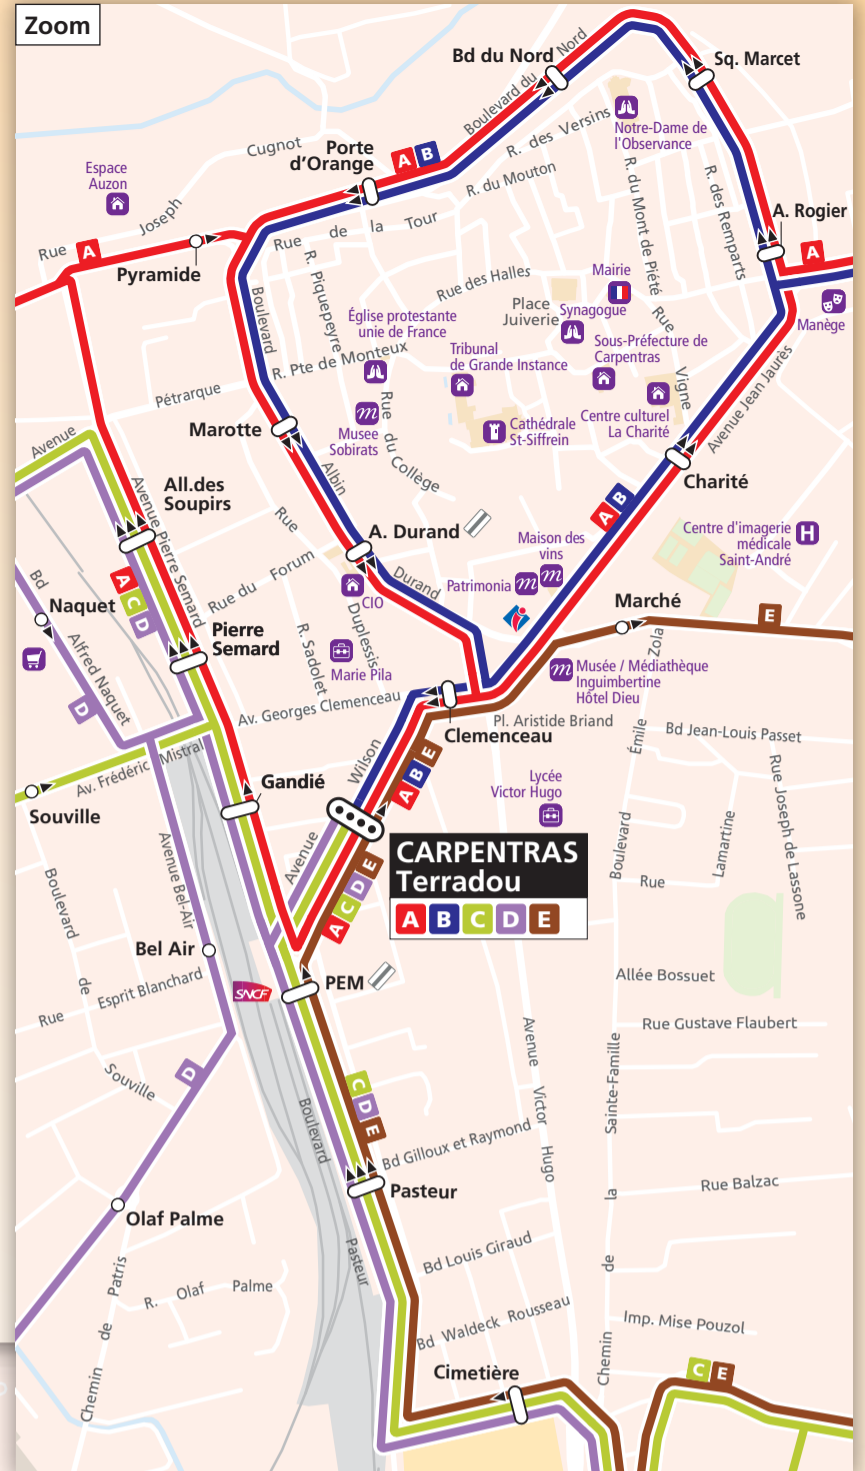 Zoom
Bd du Nord
Boulevard du Nord
Sq. Marcet
Notre-Dame de
l'Observance
R. des Versins
Cugnot
Porte
d'Orange
A B
R. du Mouton
Espace
Auzon
Joseph
Rue
A
Pyramide
Rue de la Tour
R. du Mont de Piété
R. des Remparts
A. Rogier
A
R. Piquepeyre
Rue des Halles
Mairie
Place
Juiverie
Synagogue
Rue
Manège
Boulevard
Église protestante
unie de France
Tribunal
de Grande Instance
Sous-Préfecture de
Carpentras
R. Pte de Monteux
Pétrarque
Vigne
Avenue Jean Jaurès
Marotte
m
Musee
Sobirats
Rue du Collège
Cathédrale
St-Siffrein
Centre culturel
La Charité
Avenue
Albin
Charité
All.des
Soupirs
Avenue Pierre Semard
Rue
A. Durand
A B
Centre d'imagerie
médicale
Saint-André
H
Maison des
vins
Patrimonia
m
m
Bd
Naquet
A C D
Rue du Forum
CIO
Durand
Marché
E
Alfred Naquet
Pierre
Semard
R. Sadolet
Duplessis
Marie Pila
m
Musée / Médiathèque
Inguimbertine
Hôtel Dieu
Zola
D
Av. Georges Clemenceau
Pl. Aristide Briand
Clemenceau
Émile
Bd Jean-Louis Passet
Av. Frédéric Mistral
Souville
Gandié
Wilson
A B E
Lycée
Victor Hugo
Rue Joseph de Lassone
Avenue
Avenue Bel-Air
CARPENTRAS
Terradou
A B C D E
A C D E
Boulevard
Lamartine
Rue
Boulevard
de
Bel Air
PEM
SNCF
Allée Bossuet
Rue
Esprit Blanchard
Rue Gustave Flaubert
Souville
D
Avenue Victor Hugo
Sainte-Famille
C D E
Boulevard
Bd Gilloux et Raymond
Pasteur
Rue Balzac
la
Olaf Palme
Pasteur
Bd Louis Giraud
de
R. Olaf Palme
Chemin de Patris
Bd Waldeck Rousseau
Imp. Mise Pouzol
Chemin
Cimetière
C E